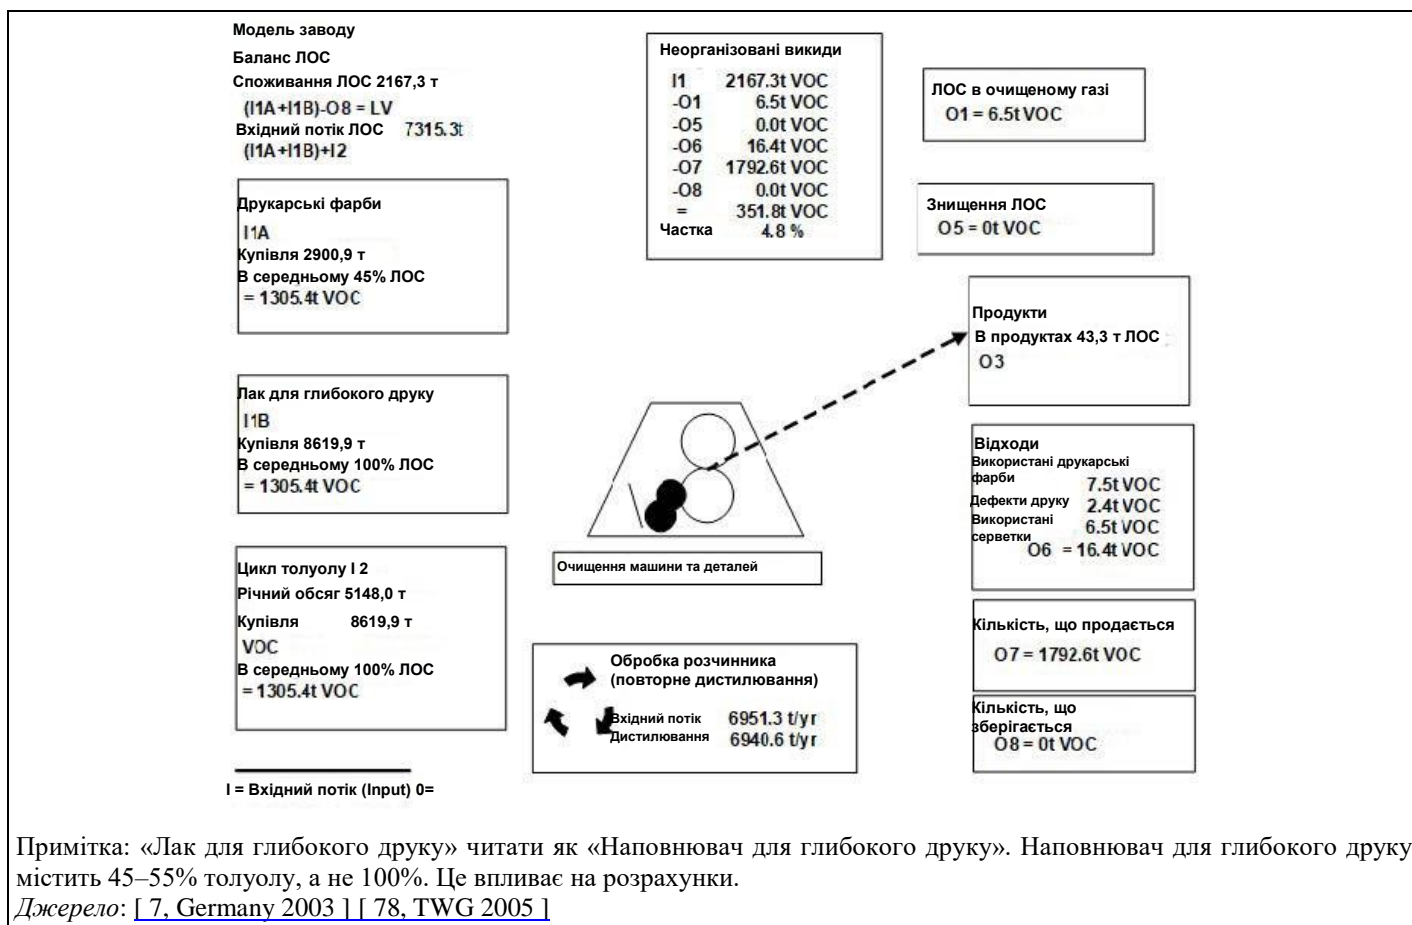 Модель заводу
Баланс ЛОС
Споживання ЛОС 2167,3 т
(I1A+I1B)-O8 = LV
Вхідний потік ЛОС 7315.3t
(I1A+I1B)+I2
Друкарські фарби
I1A
Купівля 2900,9 т
В середньому 45% ЛОС
= 1305.4t VOC
Лак для глибокого друку
I1B
Купівля 8619,9 т
В середньому 100% ЛОС
= 1305.4t VOC
Цикл толуолу I 2
Річний обсяг 5148,0 т
Купівля 8619,9 т
VOC
В середньому 100% ЛОС
= 1305.4t VOC
I = Вхідний потік (Input) 0=
Неорганізовані викиди
I1 2167.3t VOC
-O1 6.5t VOC
-O5 0.0t VOC
-O6 16.4t VOC
-O7 1792.6t VOC
-O8 0.0t VOC
= 351.8t VOC
Частка 4.8 %
Очищення машини та деталей
Обробка розчинника
(повторне дистилювання)
Вхідний потік 6951.3 t/yr
Дистилювання 6940.6 t/yr
ЛОС в очищеному газі
O1 = 6.5t VOC
Знищення ЛОС
O5 = 0t VOC
Продукти
В продуктах 43,3 т ЛОС
O3
Відходи
Використані друкарські
фарби 7.5t VOC
Дефекти друку 2.4t VOC
Використані 6.5t VOC
серветки
O6 = 16.4t VOC
Кількість, що продається
O7 = 1792.6t VOC
Кількість, що
зберігається
O8 = 0t VOC
Примітка: «Лак для глибокого друку» читати як «Наповнювач для глибокого друку». Наповнювач для глибокого друку
містить 45–55% толуолу, а не 100%. Це впливає на розрахунки.
Джерело: [ 7, Germany 2003 ] [ 78, TWG 2005 ]